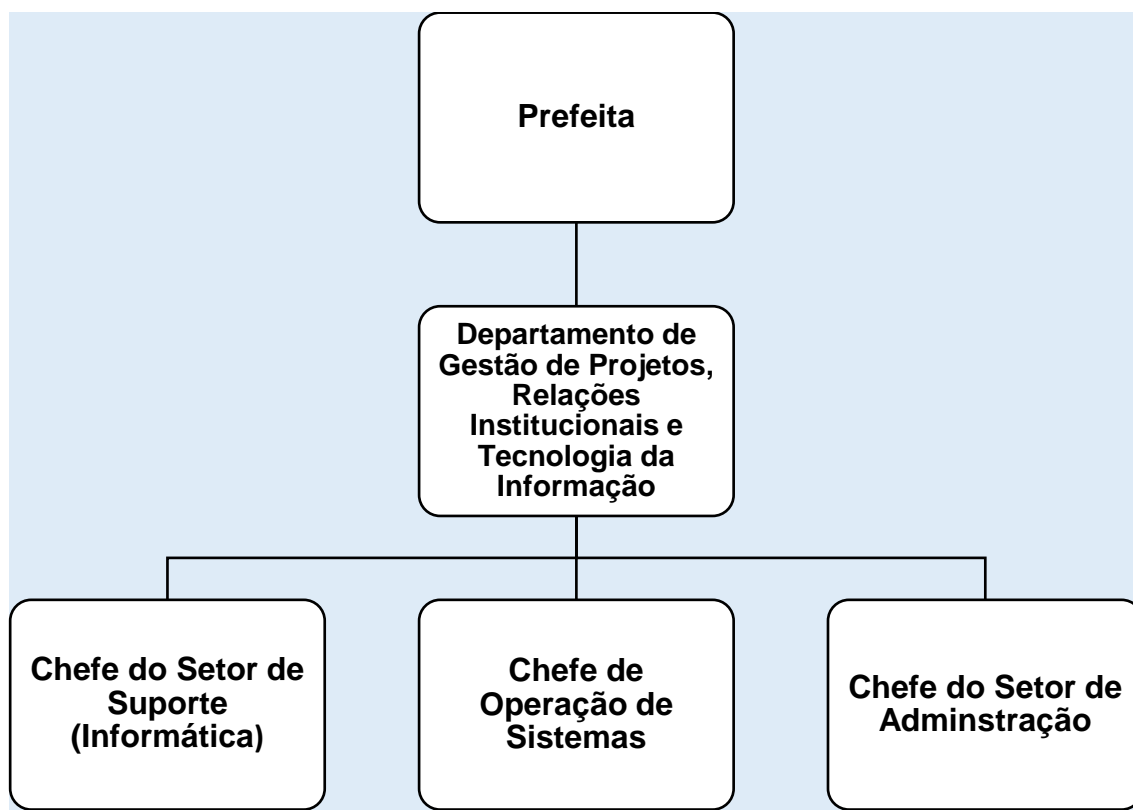 Prefeita
Departamento de
Gestão de Projetos,
Relações
Institucionais e
Tecnologia da
Informação
Chefe do Setor de
Suporte
(Informática)
Chefe de
Operação de
Sistemas
Chefe do Setor de
Adminstração